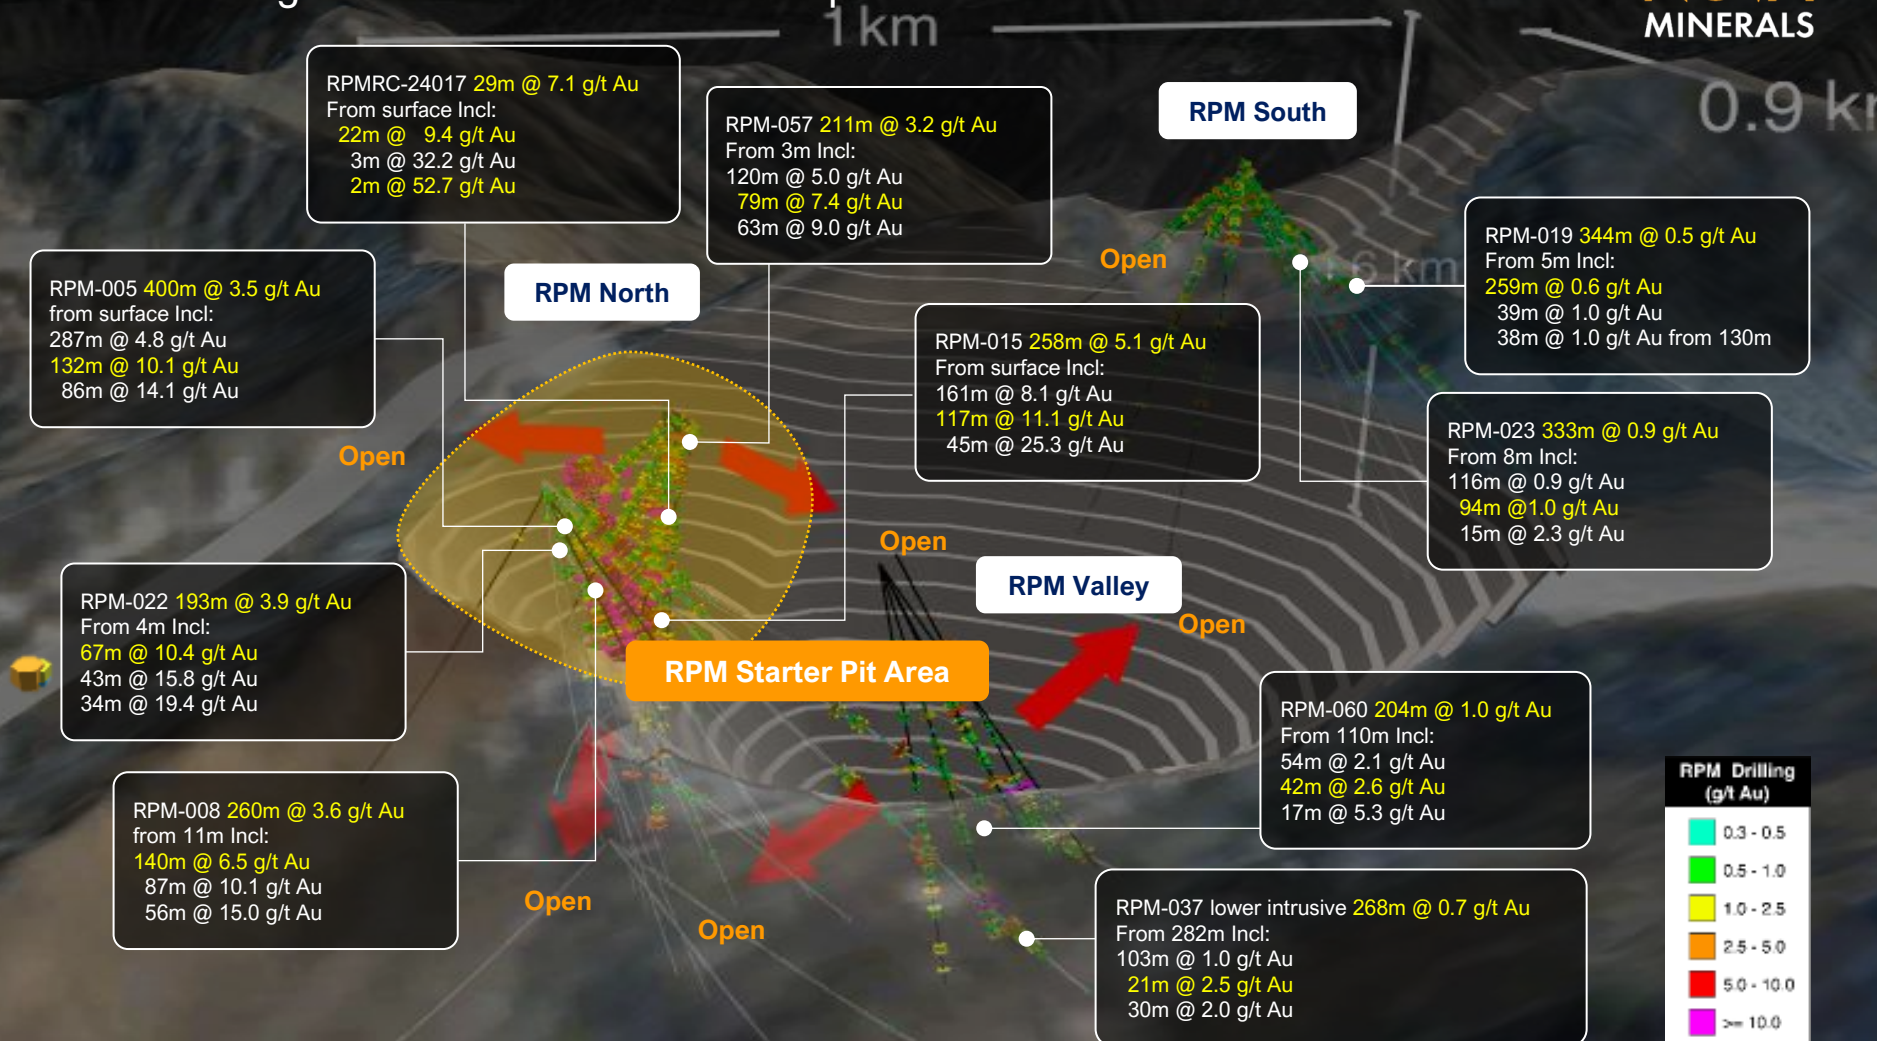 MINERALS
1km
0.9 k
RPMRC-24017 29m @ 7.1 g/t Au
From surface Incl:
22m @ 9.4 g/t Au
3m @ 32.2 g/t Au
2m @ 52.7 g/t Au
RPM-057 211m @ 3.2 g/t Au
From 3m Incl:
120m @ 5.0 g/t Au
79m @ 7.4 g/t Au
63m @ 9.0 g/t Au
RPM South
RPM-019 344m @ 0.5 g/t Au
From 5m Incl:
259m @ 0.6 g/t Au
39m @ 1.0 g/t Au
38m @ 1.0 g/t Au from 130m
Open
6 km
RPM-005 400m @ 3.5 g/t Au
from surface Incl:
287m @ 4.8 g/t Au
132m @ 10.1 g/t Au
86m @ 14.1 g/t Au
RPM North
RPM-015 258m @ 5.1 g/t Au
From surface Incl:
161m @ 8.1 g/t Au
117m @ 11.1 g/t Au
45m @ 25.3 g/t Au
RPM-023 333m @ 0.9 g/t Au
From 8m Incl:
116m @ 0.9 g/t Au
94m @1.0 g/t Au
15m @ 2.3 g/t Au
Open
Open
RPM Valley
Open
RPM-022 193m @ 3.9 g/t Au
From 4m Incl:
67m @ 10.4 g/t Au
43m @ 15.8 g/t Au
34m @ 19.4 g/t Au
RPM Starter Pit Area
RPM-060 204m @ 1.0 g/t Au
From 110m Incl:
54m @ 2.1 g/t Au
42m @ 2.6 g/t Au
17m @ 5.3 g/t Au
RPM-008 260m @ 3.6 g/t Au
from 11m Incl:
140m @ 6.5 g/t Au
87m @ 10.1 g/t Au
56m @ 15.0 g/t Au
Open
Open
RPM-037 lower intrusive 268m @ 0.7 g/t Au
From 282m Incl:
103m @ 1.0 g/t Au
21m @ 2.5 g/t Au
30m @ 2.0 g/t Au
RPM Drilling
(g/t Au)
0.3 - 0.5
0.5 - 1.0
1.0 - 2.5
2.5 - 5.0
5.0 - 10.0
>= 10.0